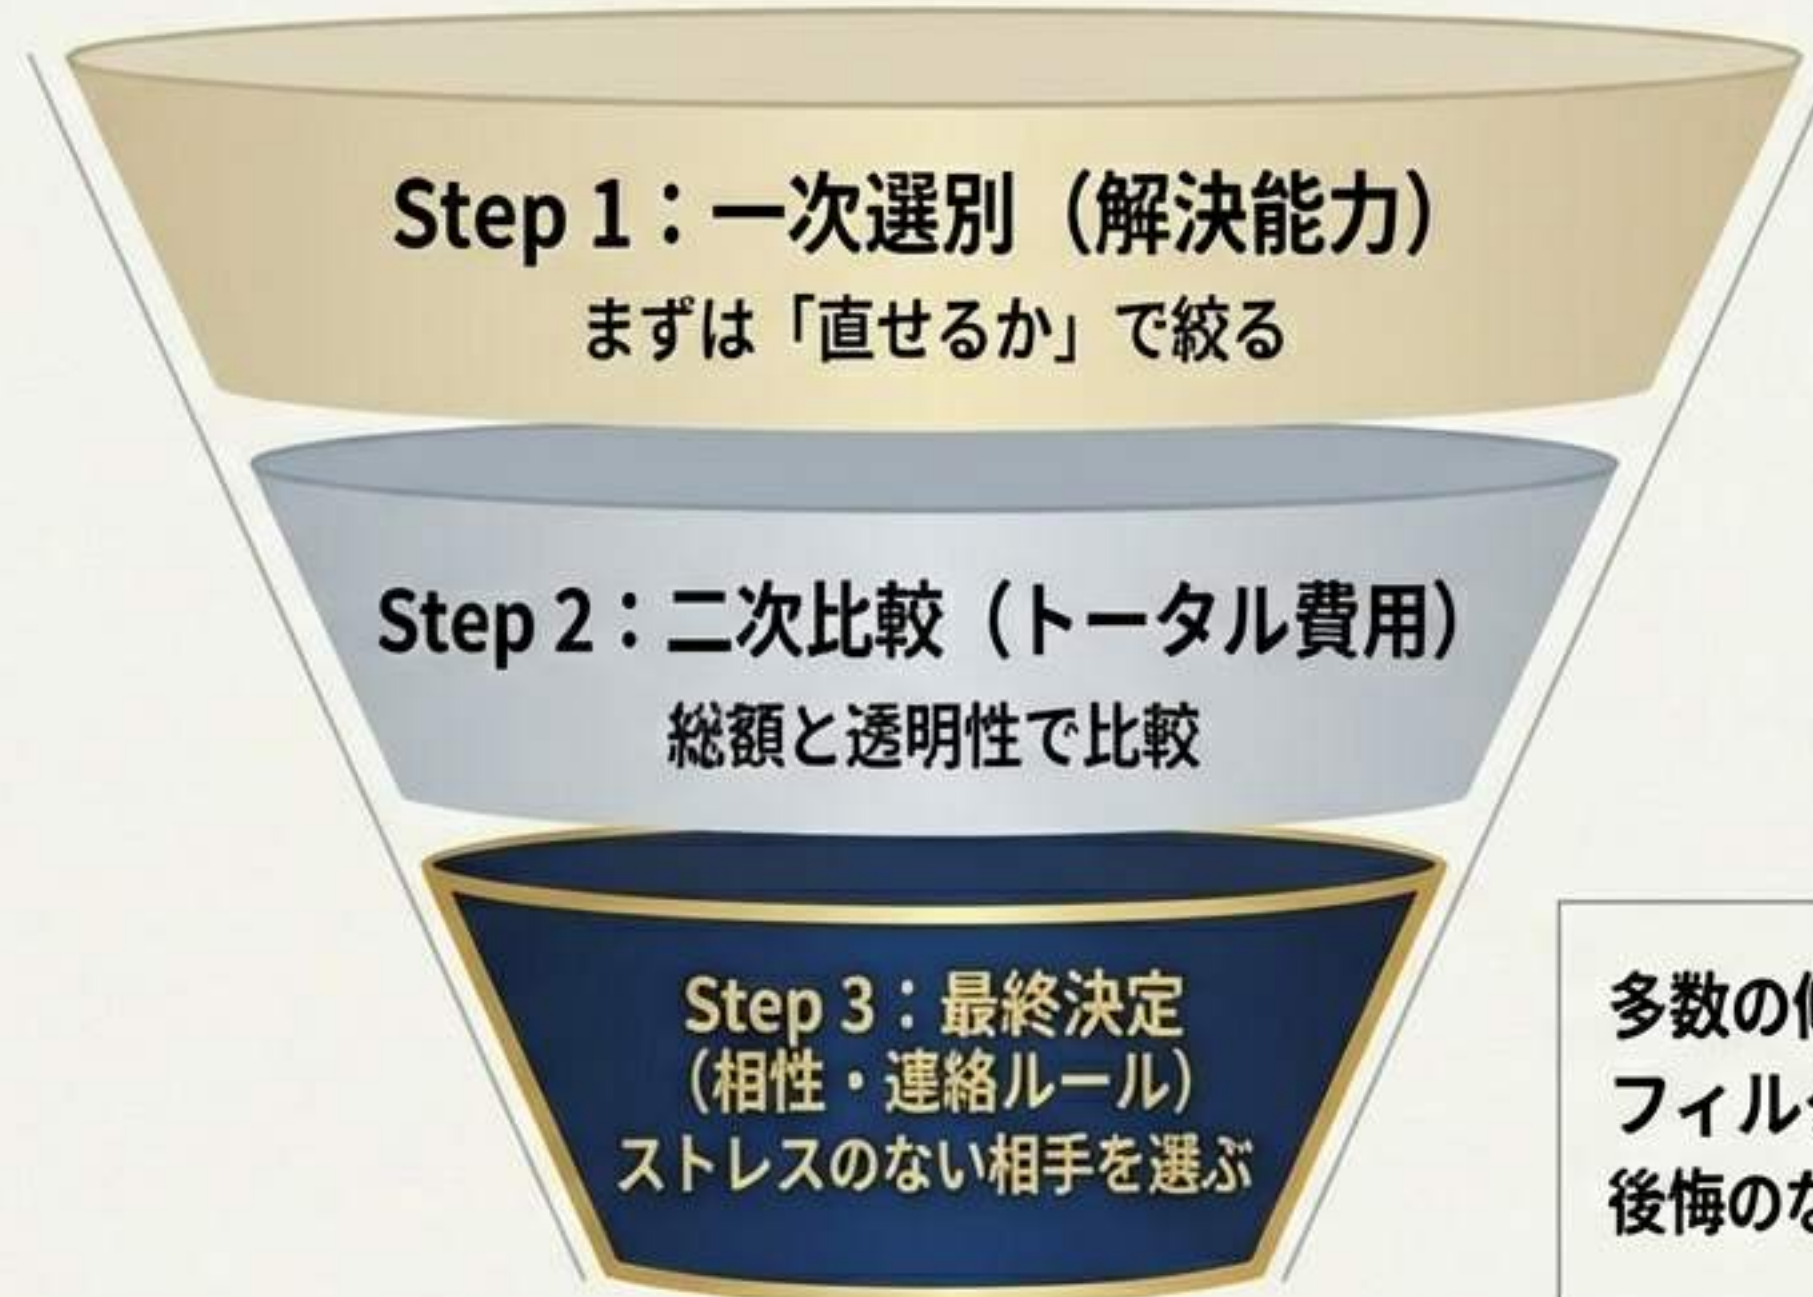 Step 1：一次選別（解決能力）
まずは「直せるか」で絞る
Step 2：二次比較（トータル費用）
総額と透明性で比較
Step 3：最終決定
（相性・連絡ルール）
ストレスのない相手を選ぶ
多数の
フィル
後悔のな